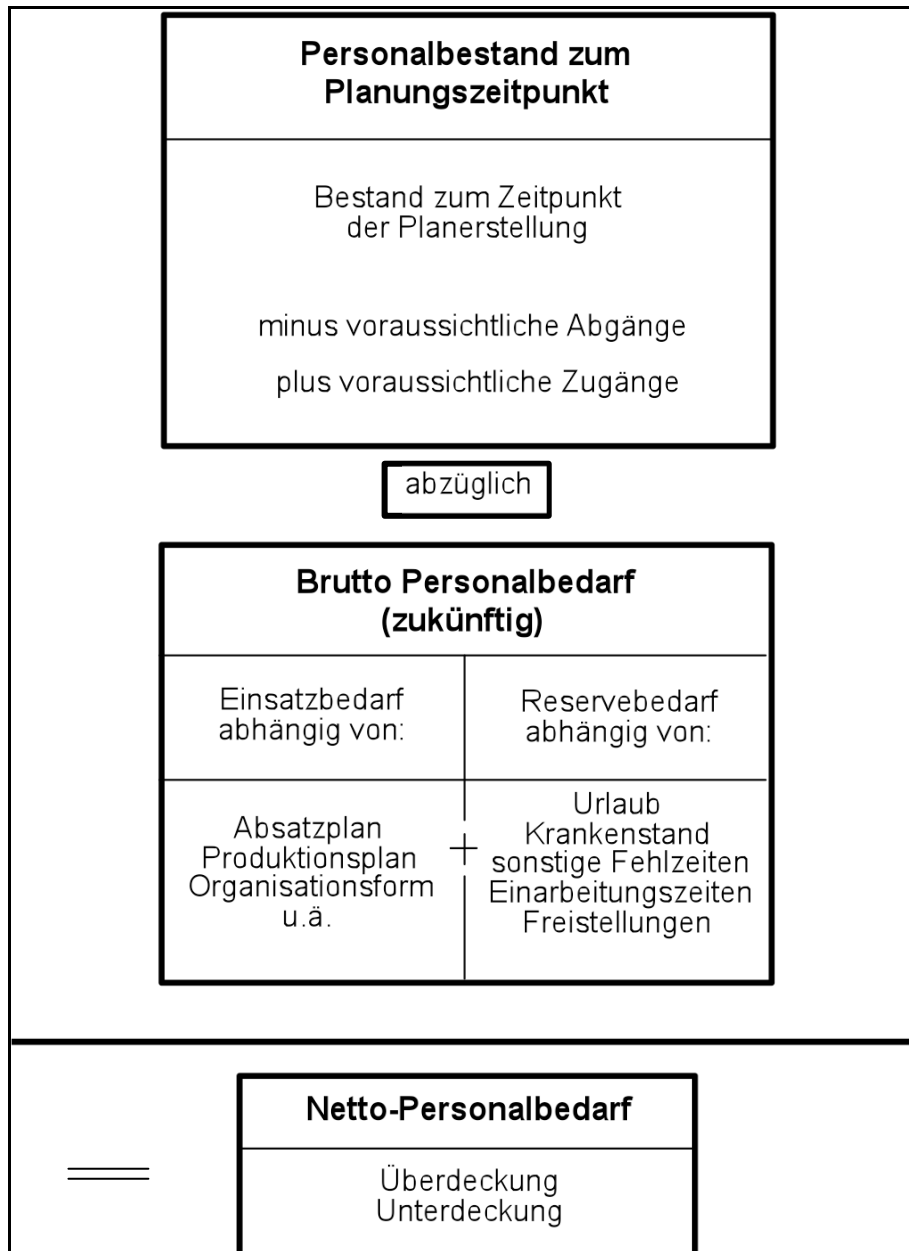 Personalbestand zum
Planungszeitpunkt
Bestand zum Zeitpunkt
der Planerstellung
minus voraussichtliche Abgänge
plus voraussichtliche Zugänge
abzüglich
Brutto Personalbedarf
(zukünftig)
Einsatzbedarf
abhängig von:
Reservebedarf
abhängig von:
Absatzplan
Produktionsplan
Organisationsform
u.ä.
+
Urlaub
Krankenstand
sonstige Fehlzeiten
Einarbeitungszeiten
Freistellungen
=
Netto-Personalbedarf
Überdeckung
Unterdeckung